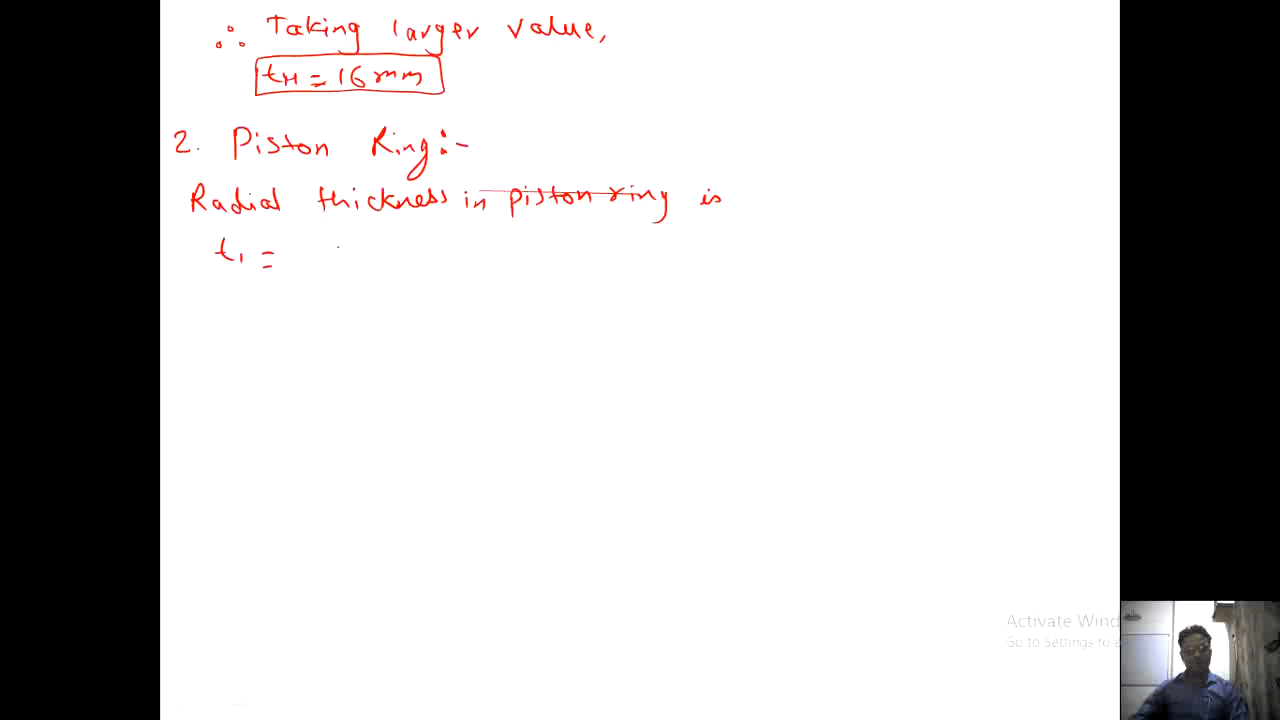 ∴ Taking larger value,
tH = 16 mm
2. Piston Ring:-
Radial thickness in piston ring is
t1 =
Activate Wind
Go to Settings to a